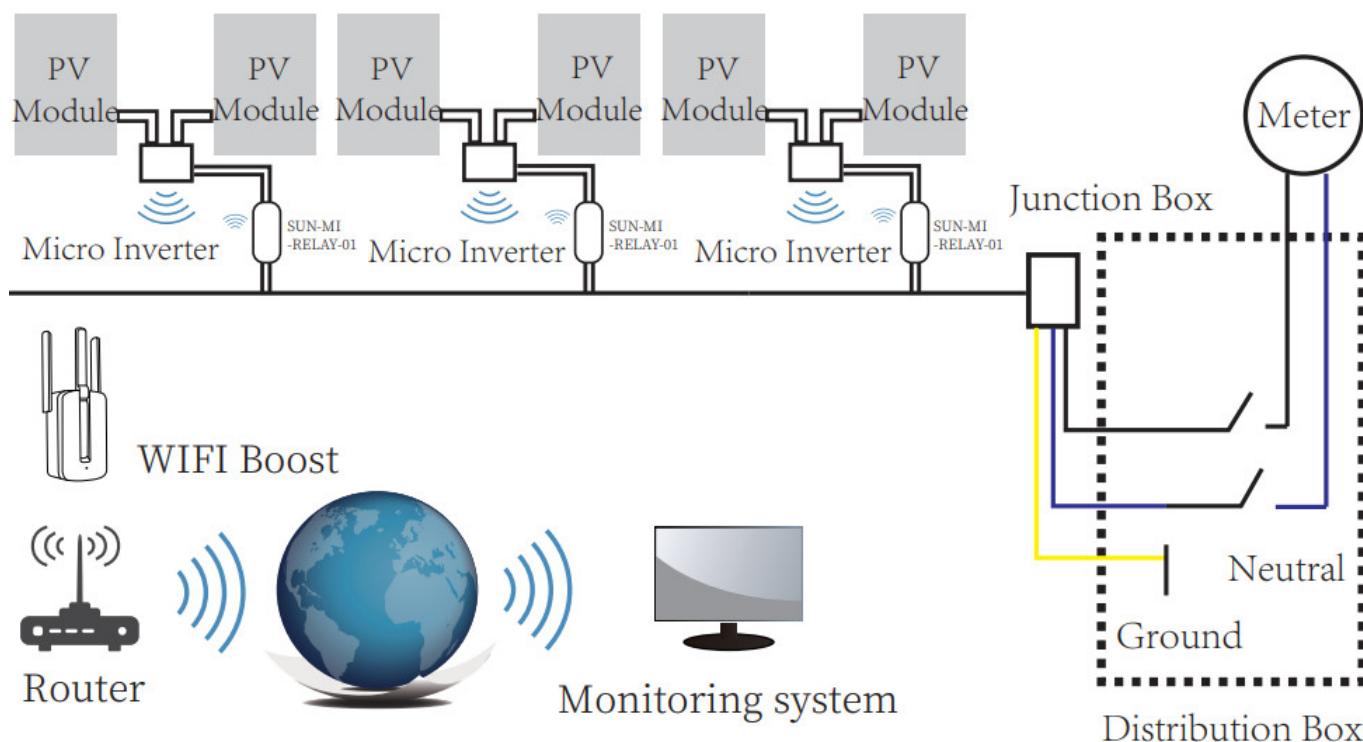 PV
Module
PV
Module
PV
Module
PV
Module
PV
Module
PV
Module
Meter
Junction Box
SUN-MI
-RELAY-01
SUN-MI
-RELAY-01
SUN-MI
-RELAY-01
Micro Inverter
Micro Inverter
Micro Inverter
WIFI Boost
Neutral
Ground
Router
Monitoring system
Distribution Box